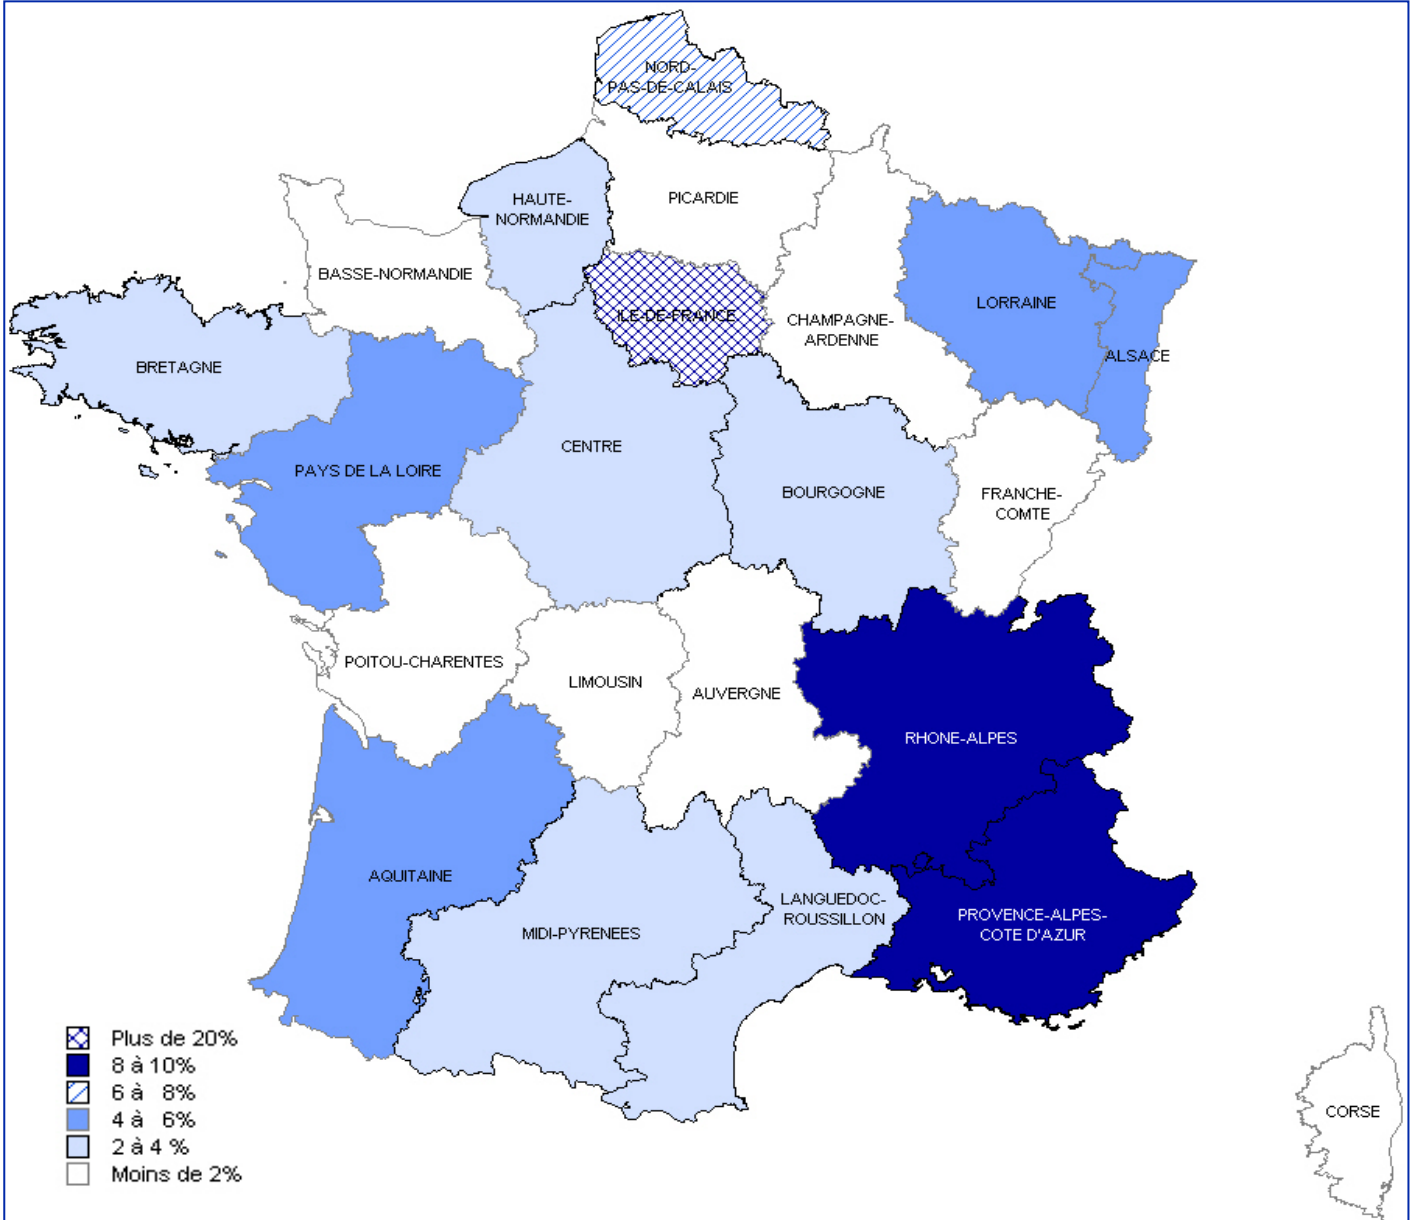 NORD-
PAS-DE-CALAIS
HAUTE-
NORMANDIE
PICARDIE
BASSE-NORMANDIE
ILE-DE-FRANCE
CHAMPAGNE-
ARDENNE
LORRAINE
ALSACE
BRETAGNE
PAYS DE LA LOIRE
CENTRE
BOURGOGNE
FRANCHE-
COMTE
POITOU-CHARENTES
LIMOUSIN
AUVERGNE
RHONE-ALPES
AQUITAINE
MIDI-PYRENEES
LANGUEDOC-
ROUSSILLON
PROVENCE-ALPES-
COTE D'AZUR
CORSE
Plus de 20%
8 à 10%
6 à 8%
4 à 6%
2 à 4 %
Moins de 2%